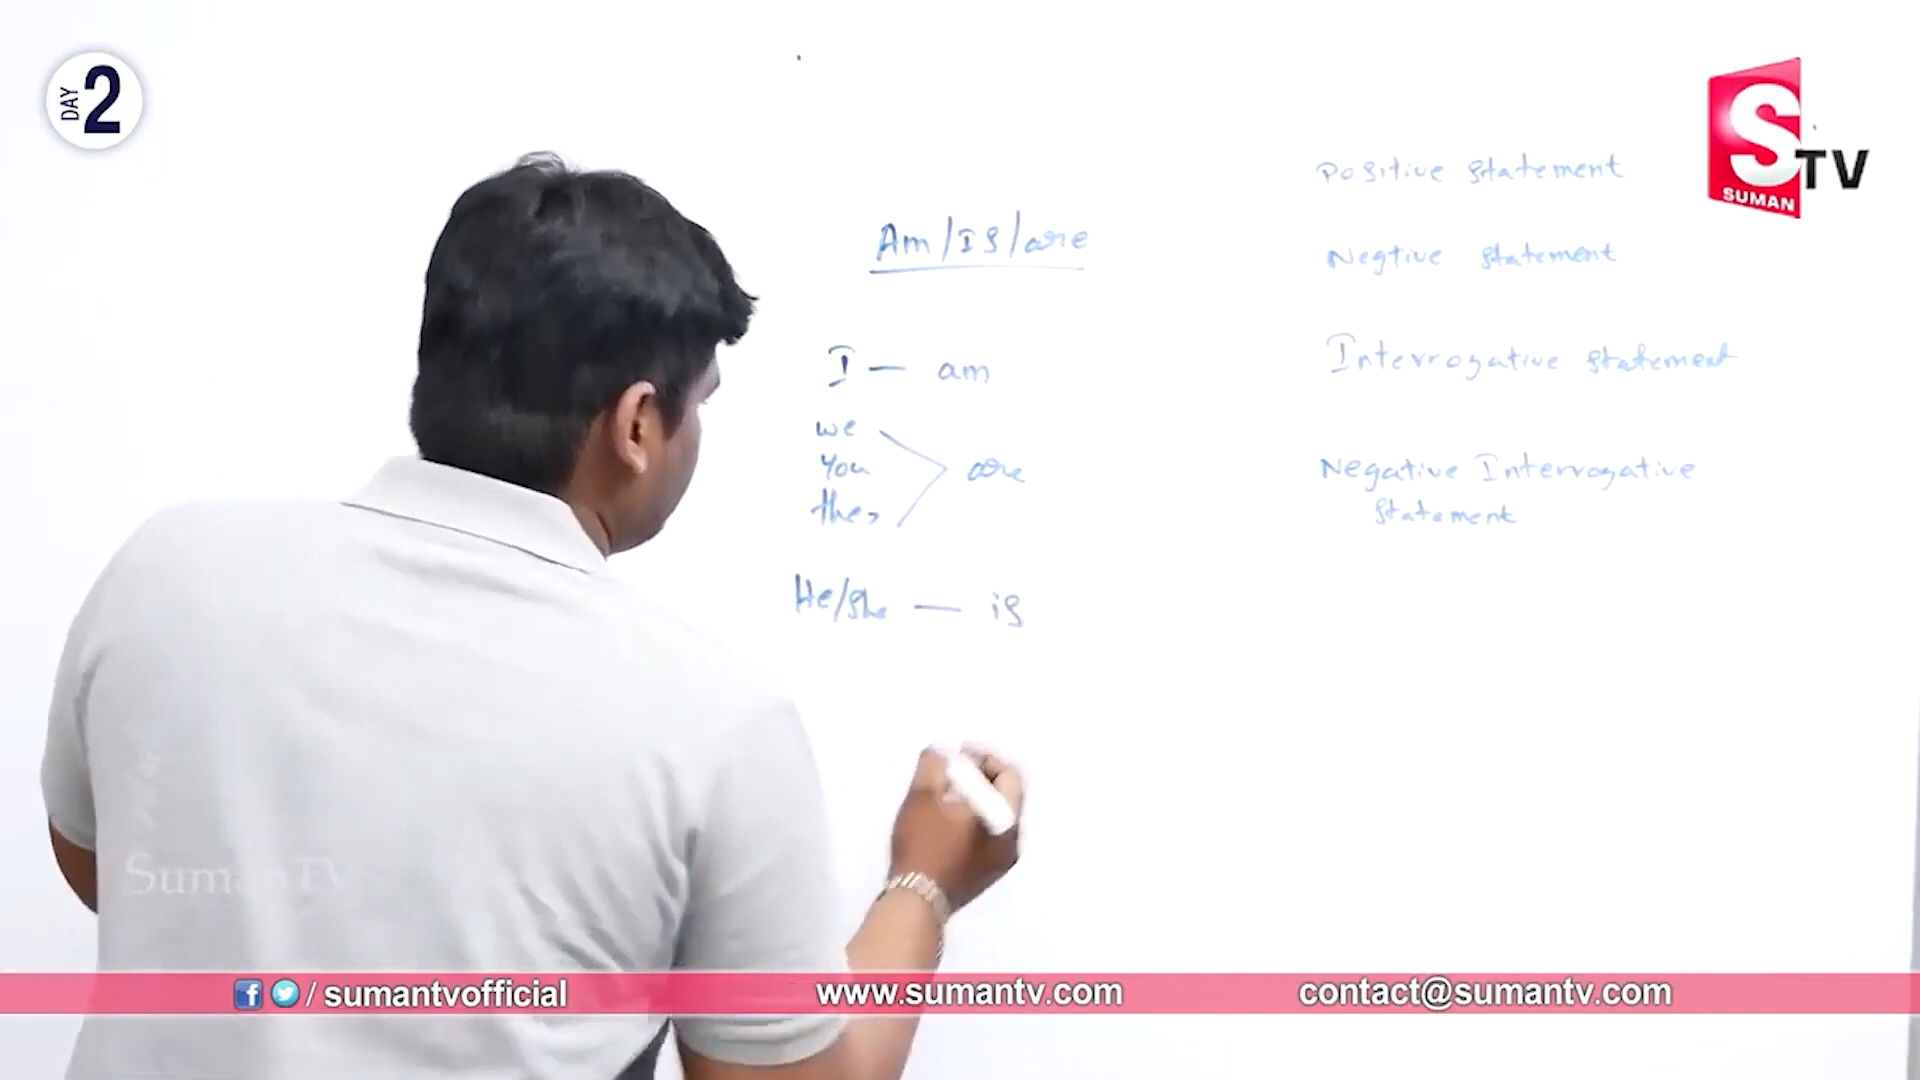 DAY 2
S TV
SUMAN
Am/Is/are
I — am
we
You
they
are
He/She — is
Positive statement
Negtive statement
Interrogative statement
Negative Interrogative
statement
SumanTV
/ sumantvofficial
www.sumantv.com
contact@sumantv.com